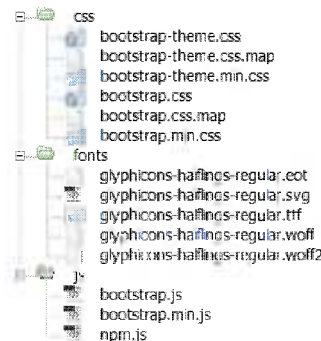 css
bootstrap-theme.css
bootstrap-theme.css.map
bootstrap-theme.min.css
bootstrap.css
bootstrap.css.map
bootstrap.min.css
fonts
glyphicons-halflings-regular.eot
glyphicons-halflings-regular.svg
glyphicons-halflings-regular.ttf
glyphicons-halflings-regular.woff
glyphicons-halflings-regular.woff2
js
bootstrap.js
bootstrap.min.js
npm.js